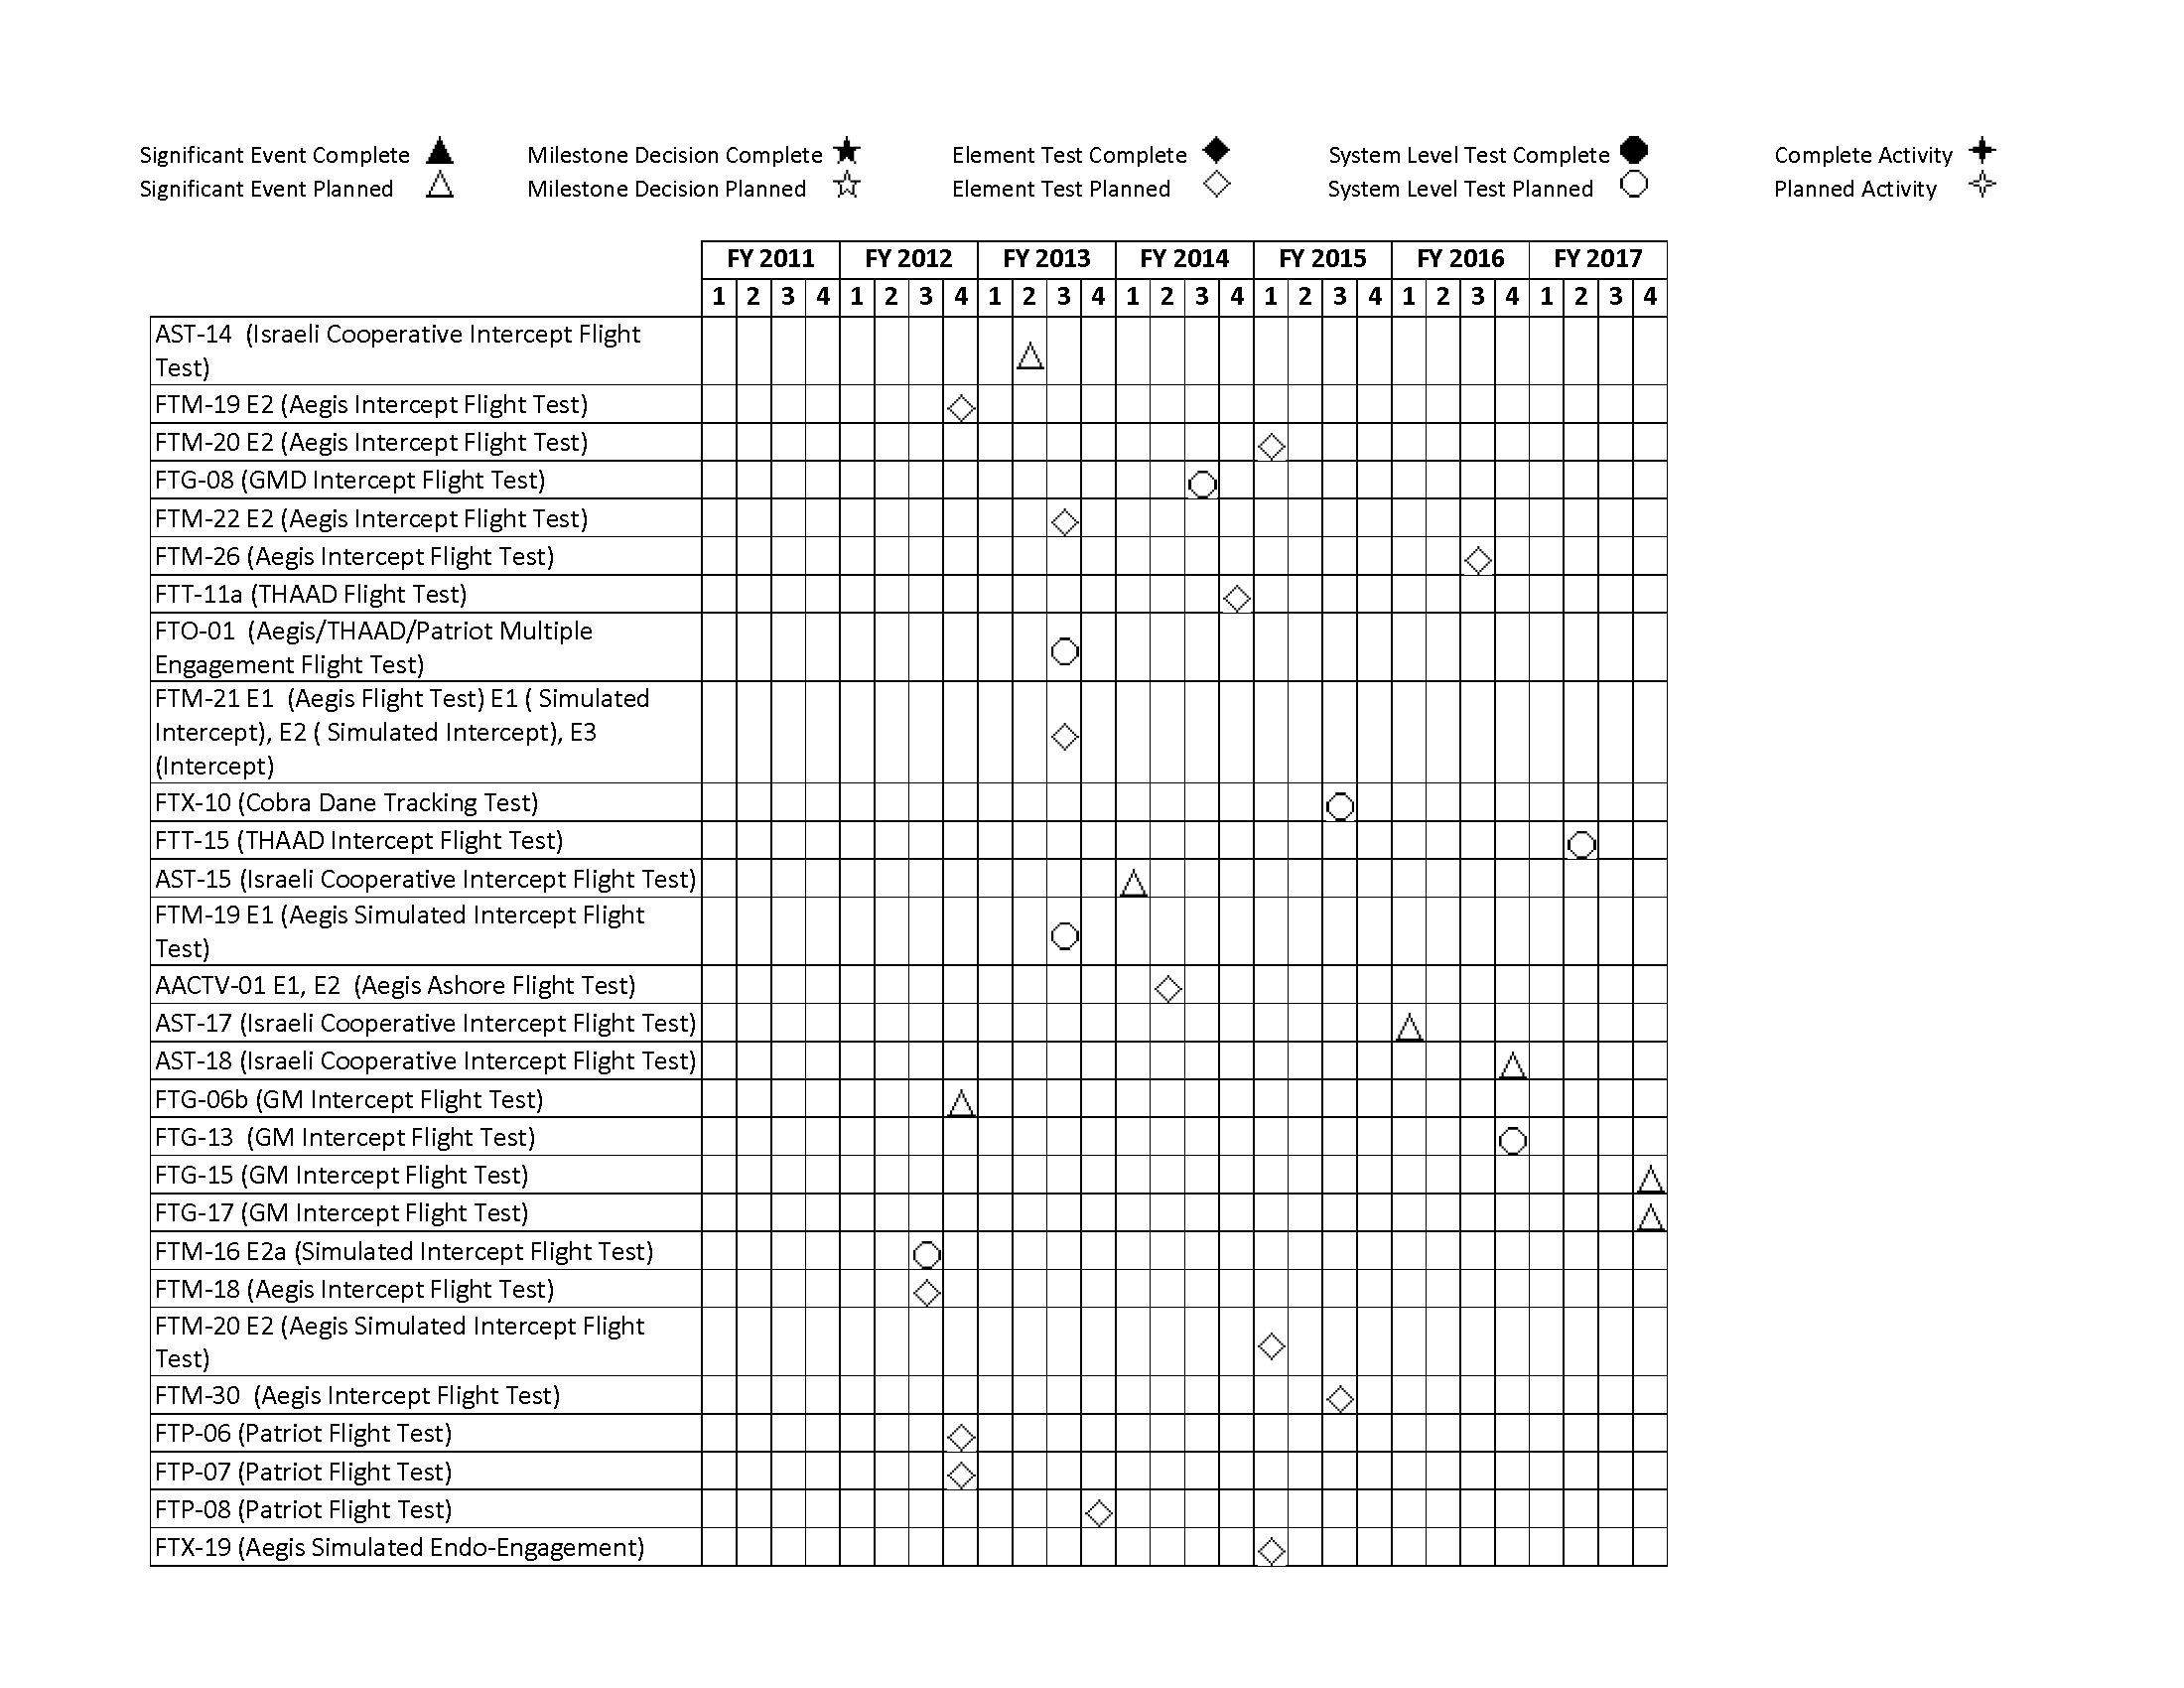 Significant Event Complete
Significant Event Planned
Milestone Decision Complete
Milestone Decision Planned
Element Test Complete
Element Test Planned
System Level Test Complete
System Level Test Planned
Complete Activity
Planned Activity
FY 2011 FY 2012 FY 2013 FY 2014 FY 2015 FY 2016 FY 2017
1 2 3 4 1 2 3 4 1 2 3 4 1 2 3 4 1 2 3 4 1 2 3 4 1 2 3 4
AST-14 (Israeli Cooperative Intercept Flight
Test)
FTM-19 E2 (Aegis Intercept Flight Test)
FTM-20 E2 (Aegis Intercept Flight Test)
FTG-08 (GMD Intercept Flight Test)
FTM-22 E2 (Aegis Intercept Flight Test)
FTM-26 (Aegis Intercept Flight Test)
FTT-11a (THAAD Flight Test)
FTO-01 (Aegis/THAAD/Patriot Multiple
Engagement Flight Test)
FTM-21 E1 (Aegis Flight Test) E1 ( Simulated
Intercept), E2 ( Simulated Intercept), E3
(Intercept)
FTX-10 (Cobra Dane Tracking Test)
FTT-15 (THAAD Intercept Flight Test)
AST-15 (Israeli Cooperative Intercept Flight Test)
FTM-19 E1 (Aegis Simulated Intercept Flight
Test)
AACTV-01 E1, E2 (Aegis Ashore Flight Test)
AST-17 (Israeli Cooperative Intercept Flight Test)
AST-18 (Israeli Cooperative Intercept Flight Test)
FTG-06b (GM Intercept Flight Test)
FTG-13 (GM Intercept Flight Test)
FTG-15 (GM Intercept Flight Test)
FTG-17 (GM Intercept Flight Test)
FTM-16 E2a (Simulated Intercept Flight Test)
FTM-18 (Aegis Intercept Flight Test)
FTM-20 E2 (Aegis Simulated Intercept Flight
Test)
FTM-30 (Aegis Intercept Flight Test)
FTP-06 (Patriot Flight Test)
FTP-07 (Patriot Flight Test)
FTP-08 (Patriot Flight Test)
FTX-19 (Aegis Simulated Endo-Engagement)